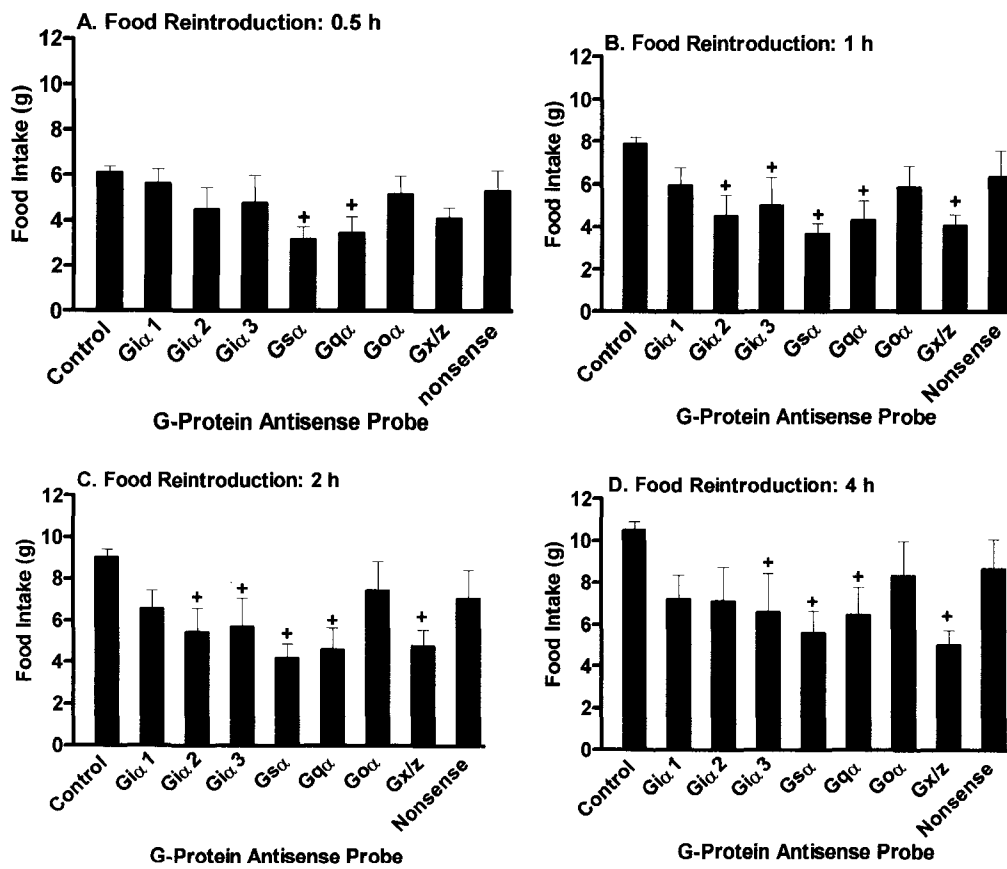 A. Food Reintroduction: 0.5 h
12
10
8
6
4
2
0
Food Intake (g)
Control
Giα1
Giα2
Giα3
Gsα
Gqα
Goα
Gx/z
nonsense
+
+
G-Protein Antisense Probe
B. Food Reintroduction: 1 h
12
10
8
6
4
2
0
Food Intake (g)
Control
Giα1
Giα2
Giα3
Gsα
Gqα
Goα
Gx/z
Nonsense
+
+
+
+
+
G-Protein Antisense Probe
C. Food Reintroduction: 2 h
12
10
8
6
4
2
0
Food Intake (g)
Control
Giα1
Giα2
Giα3
Gsα
Gqα
Goα
Gx/z
Nonsense
+
+
+
+
+
G-Protein Antisense Probe
D. Food Reintroduction: 4 h
12
10
8
6
4
2
0
Food Intake (g)
Control
Giα1
Giα2
Giα3
Gsα
Gqα
Goα
Gx/z
Nonsense
+
+
+
+
G-Protein Antisense Probe